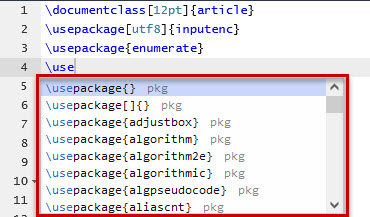 1 \documentclass[12pt]{article}
2 \usepackage[utf8]{inputenc}
3 \usepackage{enumerate}
4 \use
5 \usepackage{} pkg
6 \usepackage[]{} pkg
7 \usepackage{adjustbox} pkg
8 \usepackage{algorithm} pkg
9 \usepackage{algorithm2e} pkg
10 \usepackage{algorithmic} pkg
11 \usepackage{algpseudocode} pkg
12 \usepackage{aliascnt} pkg